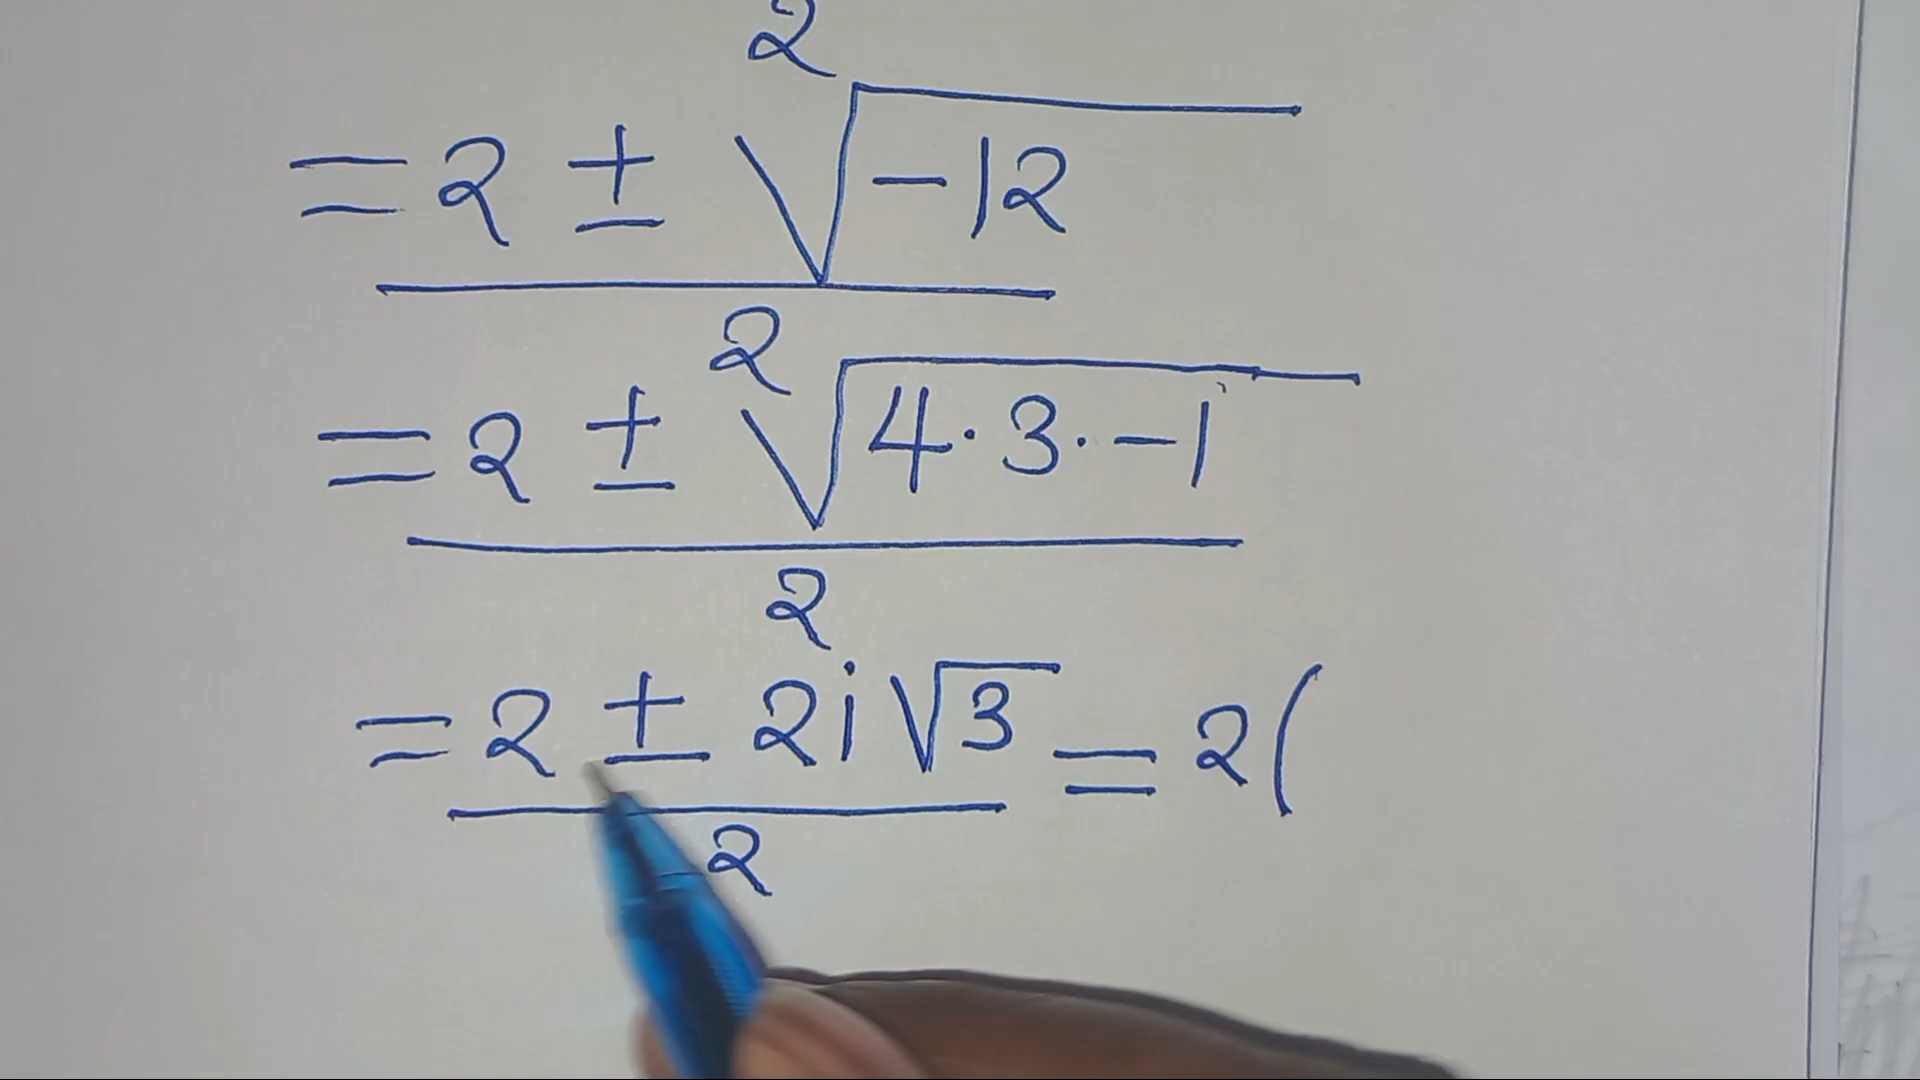 2
= 2 ± √-12
2
= 2 ± √4·3·-1
2
= 2 ± 2i√3 = 2(
2